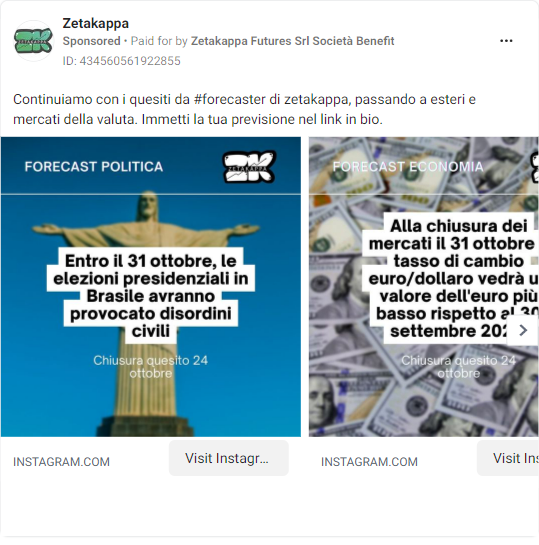 Zetakappa
Sponsored • Paid for by Zetakappa Futures Srl Società Benefit
ID: 434560561922855
Continuiamo con i quesiti da #forecaster di zetakappa, passando a esteri e
mercati della valuta. Immetti la tua previsione nel link in bio.
FORECAST POLITICA
ZETAKAPPA
Entro il 31 ottobre, le
elezioni presidenziali in
Brasile avranno
provocato disordini
civili
Chiusura quesito 24
ottobre
INSTAGRAM.COM
Visit Instagr...
FORECAST ECONOMIA
ZETAKAPPA
Alla chiusura dei
mercati il 31 ottobre
tasso di cambio
euro/dollaro vedrà u
valore dell'euro più
basso rispetto al 30
settembre 202
Chiusura quesito 24
ottobre
INSTAGRAM.COM
Visit Ins